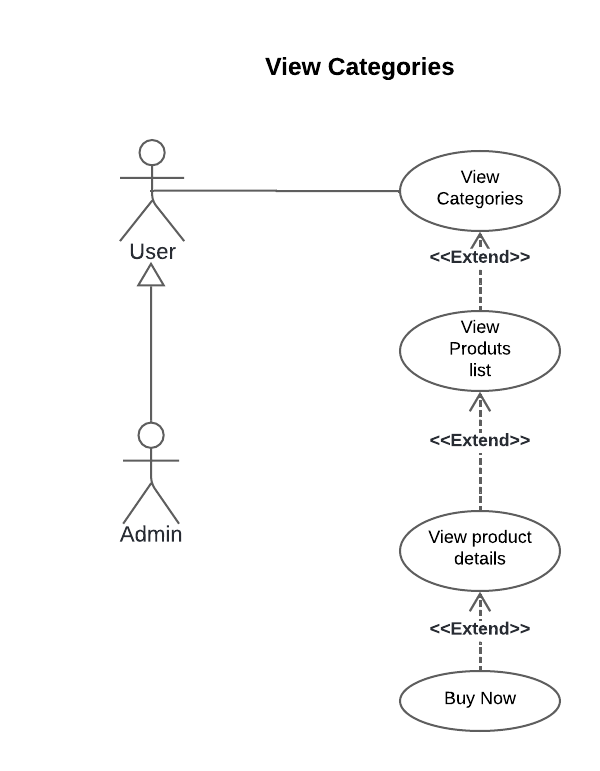 View Categories
View
Categories
User
<<Extend>>
View
Produts
list
<<Extend>>
Admin
View product
details
<<Extend>>
Buy Now